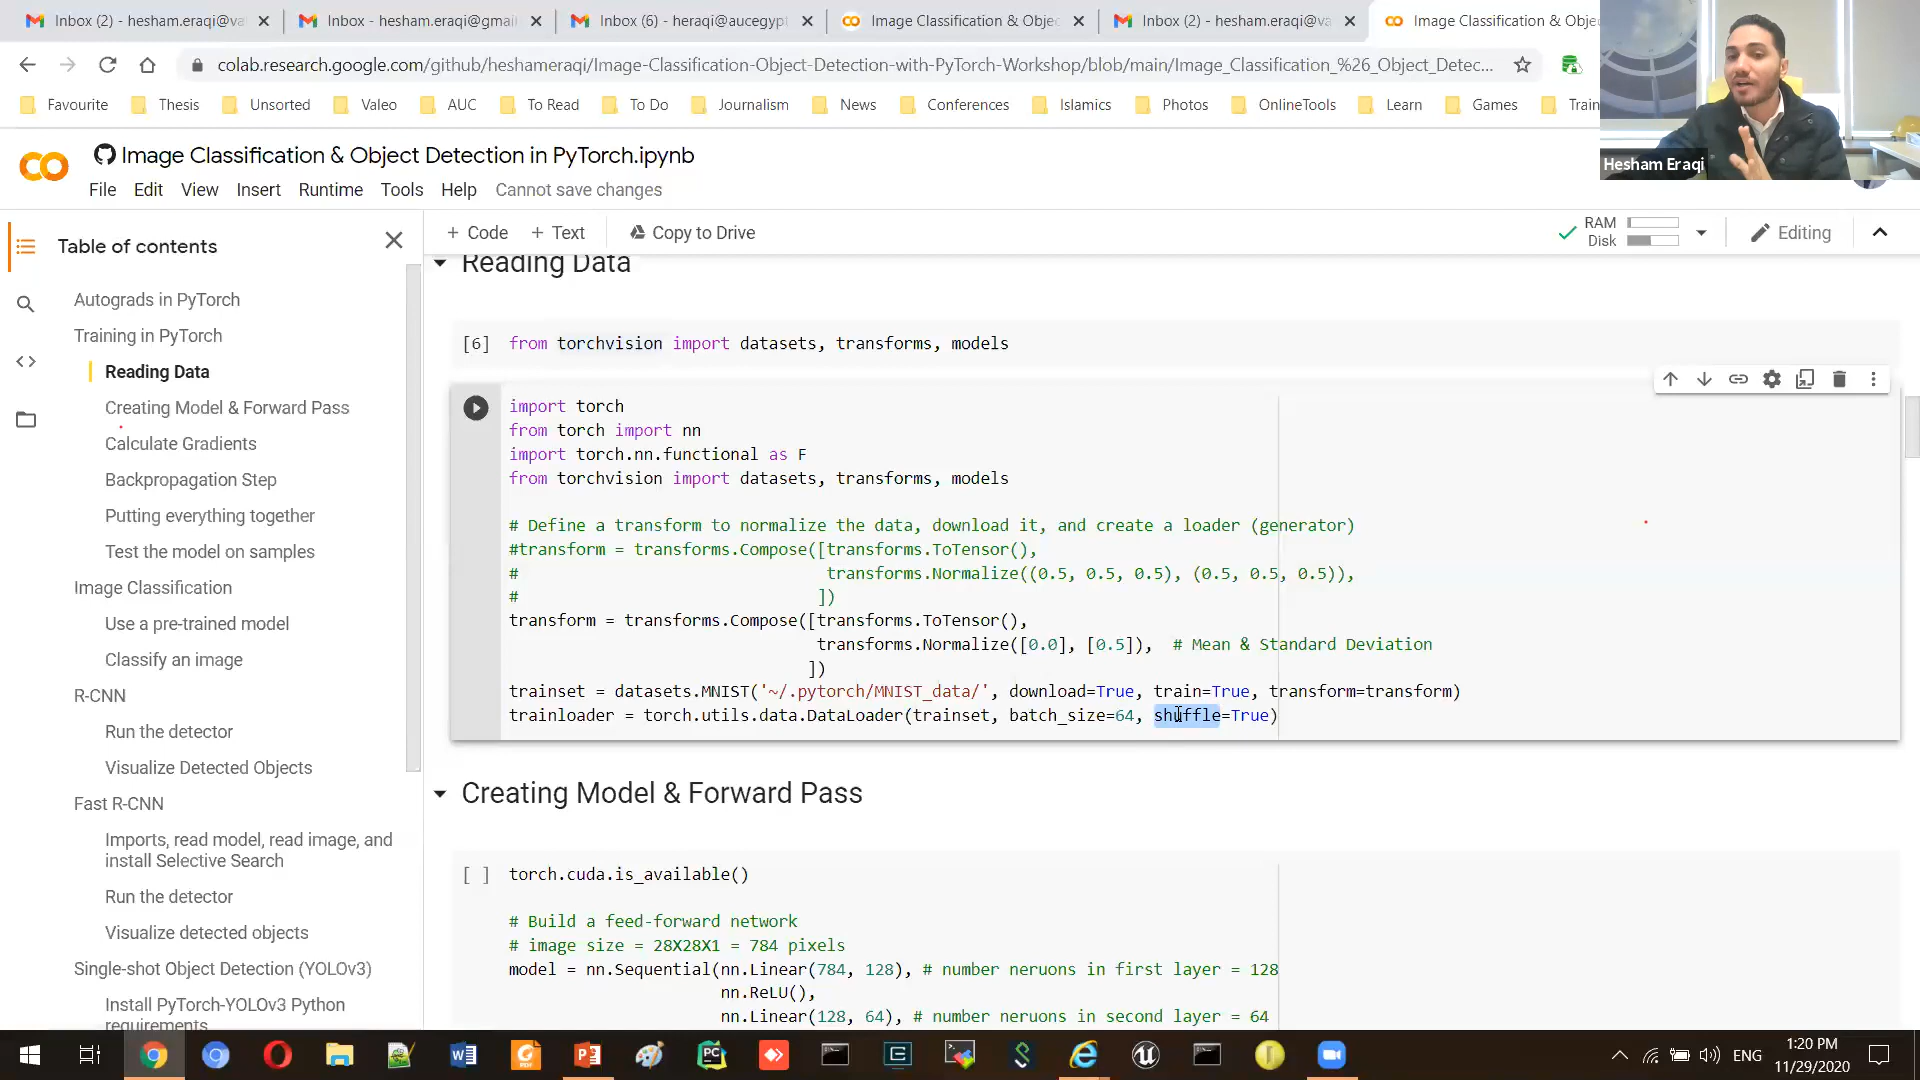 Inbox (2) - hesham.eraqi@va
Inbox - hesham.eraqi@gmai
Inbox (6) - heraqi@aucegypt
Image Classification & Objec
Inbox (2) - hesham.eraqi@va
Image Classification & Obje
colab.research.google.com/github/heshameraqi/Image-Classification-Object-Detection-with-PyTorch-Workshop/blob/main/Image_Classification_%26_Object_Detec...
Favourite
Thesis
Unsorted
Valeo
AUC
To Read
To Do
Journalism
News
Conferences
Islamics
Photos
OnlineTools
Learn
Games
Train
Hesham Eraqi
Image Classification & Object Detection in PyTorch.ipynb
File Edit View Insert Runtime Tools Help Cannot save changes
+ Code + Text Copy to Drive
RAM
Disk
Editing
Table of contents
Autograds in PyTorch
Training in PyTorch
Reading Data
Creating Model & Forward Pass
Calculate Gradients
Backpropagation Step
Putting everything together
Test the model on samples
Image Classification
Use a pre-trained model
Classify an image
R-CNN
Run the detector
Visualize Detected Objects
Fast R-CNN
Imports, read model, read image, and
install Selective Search
Run the detector
Visualize detected objects
Single-shot Object Detection (YOLOv3)
Install PyTorch-YOLOv3 Python
requirements
Reading Data
[6] from torchvision import datasets, transforms, models
import torch
from torch import nn
import torch.nn.functional as F
from torchvision import datasets, transforms, models
# Define a transform to normalize the data, download it, and create a loader (generator)
#transform = transforms.Compose([transforms.ToTensor(),
# transforms.Normalize((0.5, 0.5, 0.5), (0.5, 0.5, 0.5)),
# ])
transform = transforms.Compose([transforms.ToTensor(),
transforms.Normalize([0.0], [0.5]), # Mean & Standard Deviation
])
trainset = datasets.MNIST('~/.pytorch/MNIST_data/', download=True, train=True, transform=transform)
trainloader = torch.utils.data.DataLoader(trainset, batch_size=64, shuffle=True)
Creating Model & Forward Pass
[ ] torch.cuda.is_available()
# Build a feed-forward network
# image size = 28X28X1 = 784 pixels
model = nn.Sequential(nn.Linear(784, 128), # number neruons in first layer = 128
nn.ReLU(),
nn.Linear(128, 64), # number neruons in second layer = 64
ENG
1:20 PM
11/29/2020